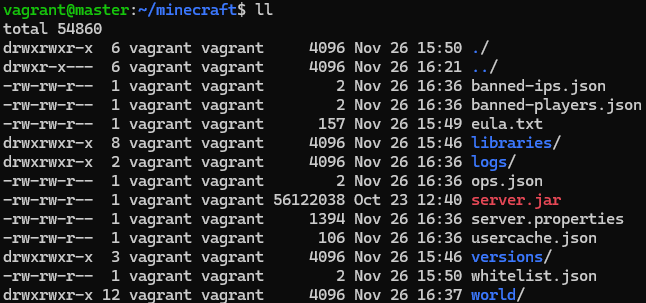 vagrant@master:~/minecraft$ ll
total 54860
drwxrwxr-x  6 vagrant vagrant     4096 Nov 26 15:50 ./
drwxr-x---  6 vagrant vagrant     4096 Nov 26 16:21 ../
-rw-rw-r--  1 vagrant vagrant        2 Nov 26 16:36 banned-ips.json
-rw-rw-r--  1 vagrant vagrant        2 Nov 26 16:36 banned-players.json
-rw-rw-r--  1 vagrant vagrant      157 Nov 26 15:49 eula.txt
drwxrwxr-x  8 vagrant vagrant     4096 Nov 26 15:46 libraries/
drwxrwxr-x  2 vagrant vagrant     4096 Nov 26 16:36 logs/
-rw-rw-r--  1 vagrant vagrant        2 Nov 26 16:36 ops.json
-rw-rw-r--  1 vagrant vagrant 56122038 Oct 23 12:40 server.jar
-rw-rw-r--  1 vagrant vagrant     1394 Nov 26 16:36 server.properties
-rw-rw-r--  1 vagrant vagrant      106 Nov 26 16:36 usercache.json
drwxrwxr-x  3 vagrant vagrant     4096 Nov 26 15:46 versions/
-rw-rw-r--  1 vagrant vagrant        2 Nov 26 15:50 whitelist.json
drwxrwxr-x 12 vagrant vagrant     4096 Nov 26 16:37 world/